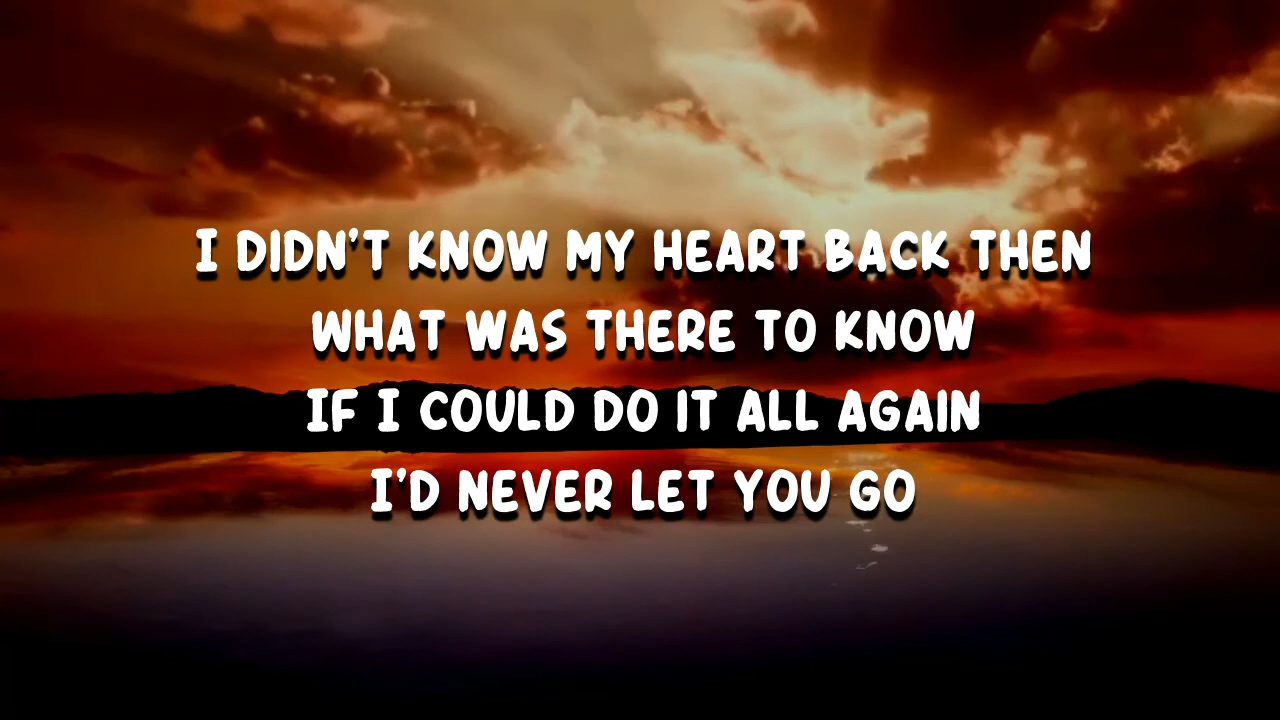 I DIDN'T KNOW MY HEART BACK THEN
WHAT WAS THERE TO KNOW
IF I COULD DO IT ALL AGAIN
I'D NEVER LET YOU GO